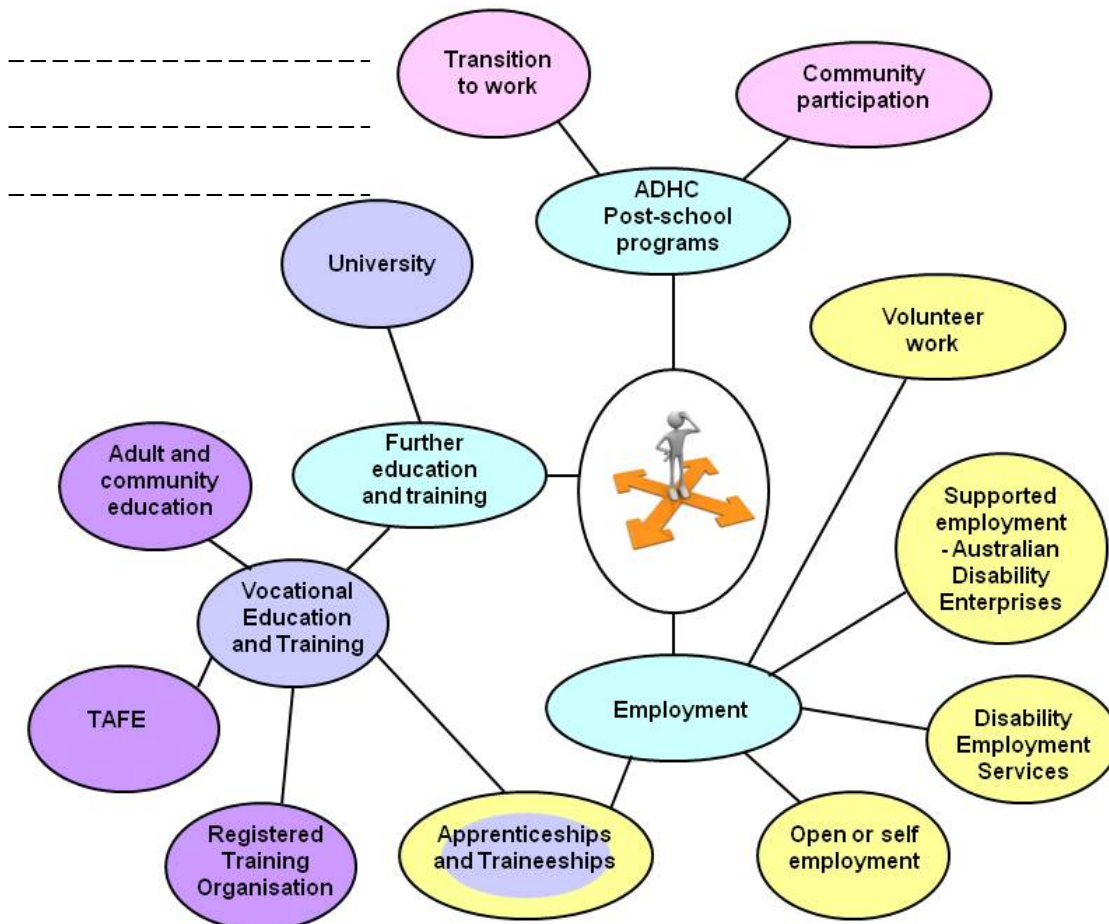 Transition
to work
Community
participation
ADHC
Post-school
programs
University
Volunteer
work
Further
education
and training
Adult and
community
education
Supported
employment
- Australian
Disability
Enterprises
Vocational
Education
and Training
TAFE
Employment
Disability
Employment
Services
Registered
Training
Organisation
Apprenticeships
and Traineeships
Open or self
employment